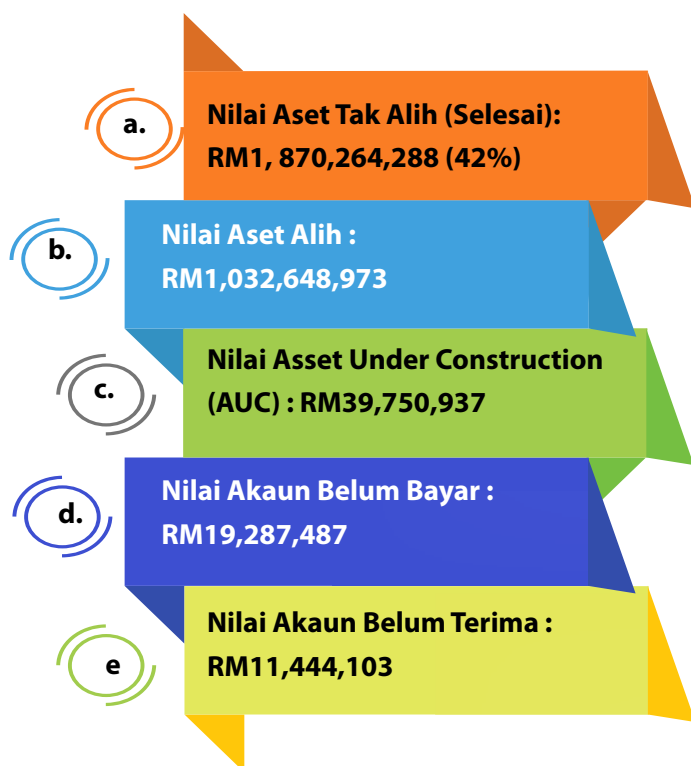 a.
Nilai Aset Tak Alih (Selesai):
RM1, 870,264,288 (42%)
b.
Nilai Aset Alih :
RM1,032,648,973
c.
Nilai Asset Under Construction
(AUC) : RM39,750,937
d.
Nilai Akaun Belum Bayar :
RM19,287,487
e
Nilai Akaun Belum Terima :
RM11,444,103